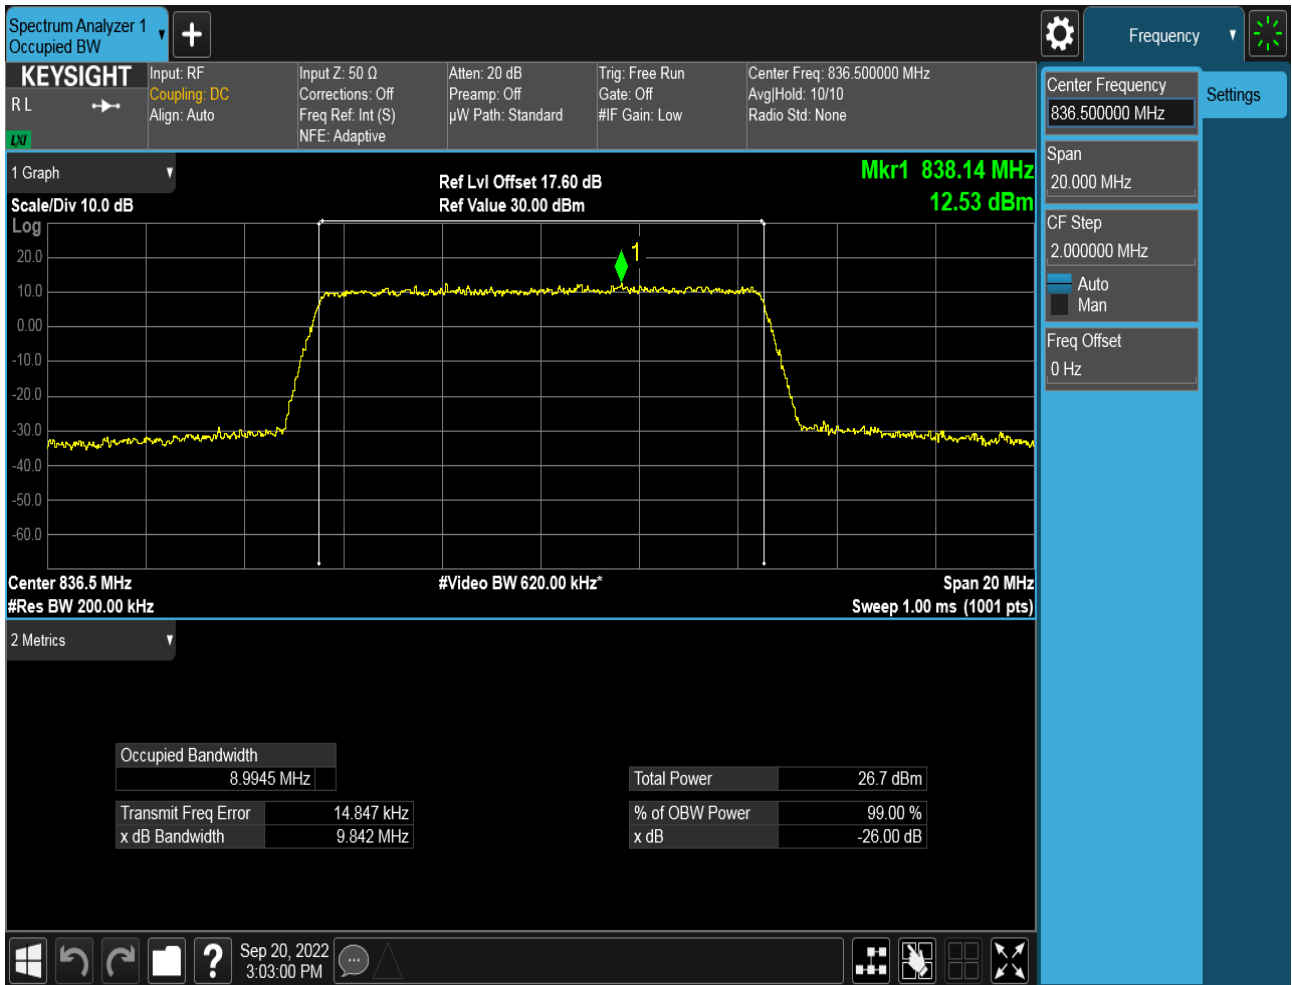 Spectrum Analyzer 1
Occupied BW
Frequency
KEYSIGHT
R L
LXI
Input: RF
Coupling: DC
Align: Auto
Input Z: 50 Ω
Corrections: Off
Freq Ref: Int (S)
NFE: Adaptive
Atten: 20 dB
Preamp: Off
µW Path: Standard
Trig: Free Run
Gate: Off
#IF Gain: Low
Center Freq: 836.500000 MHz
Avg|Hold: 10/10
Radio Std: None
Center Frequency
836.500000 MHz
Settings
Span
20.000 MHz
CF Step
2.000000 MHz
Auto
Man
Freq Offset
0 Hz
1 Graph
Scale/Div 10.0 dB
Ref Lvl Offset 17.60 dB
Ref Value 30.00 dBm
Mkr1 838.14 MHz
12.53 dBm
Log
20.0
10.0
0.00
-10.0
-20.0
-30.0
-40.0
-50.0
-60.0
1
Center 836.5 MHz
#Video BW 620.00 kHz*
Span 20 MHz
#Res BW 200.00 kHz
Sweep 1.00 ms (1001 pts)
2 Metrics
Occupied Bandwidth
8.9945 MHz
Total Power 26.7 dBm
Transmit Freq Error 14.847 kHz
% of OBW Power 99.00 %
x dB Bandwidth 9.842 MHz
x dB -26.00 dB
?
Sep 20, 2022
3:03:00 PM